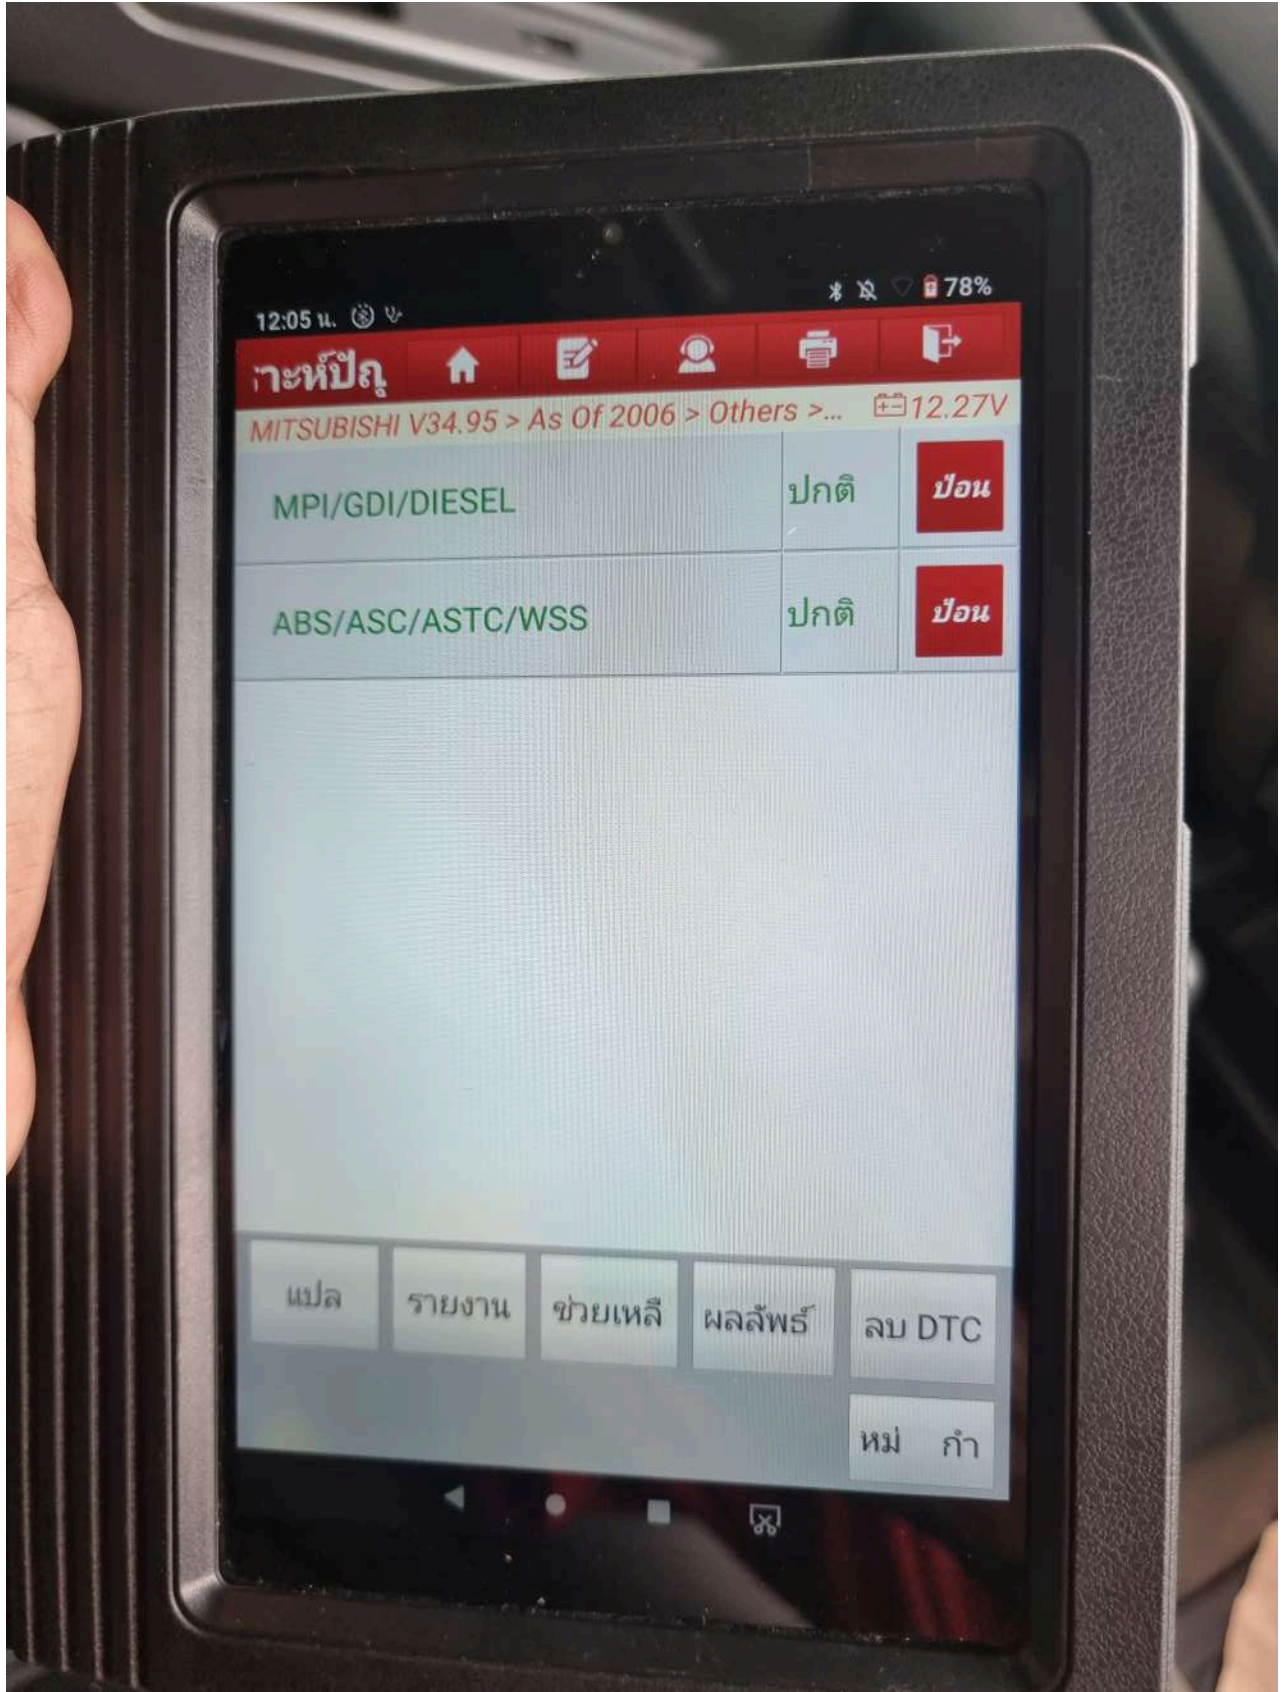 12:05 น. 78%
าะห์ปัญ
MITSUBISHI V34.95 > As Of 2006 > Others >... 12.27V
MPI/GDI/DIESEL ปกติ ป้อน
ABS/ASC/ASTC/WSS ปกติ ป้อน
แปล รายงาน ช่วยเหลื ผลลัพธ์ ลบ DTC
หม่ กำ